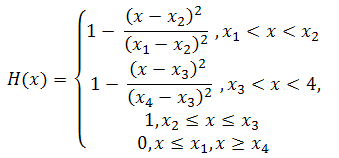 H(x) = { 1 − (x − x₂)² / (x₁ − x₂)² , x₁ < x < x₂
1 − (x − x₃)² / (x₄ − x₃)² , x₃ < x < 4,
1, x₂ ≤ x ≤ x₃
0, x ≤ x₁, x ≥ x₄